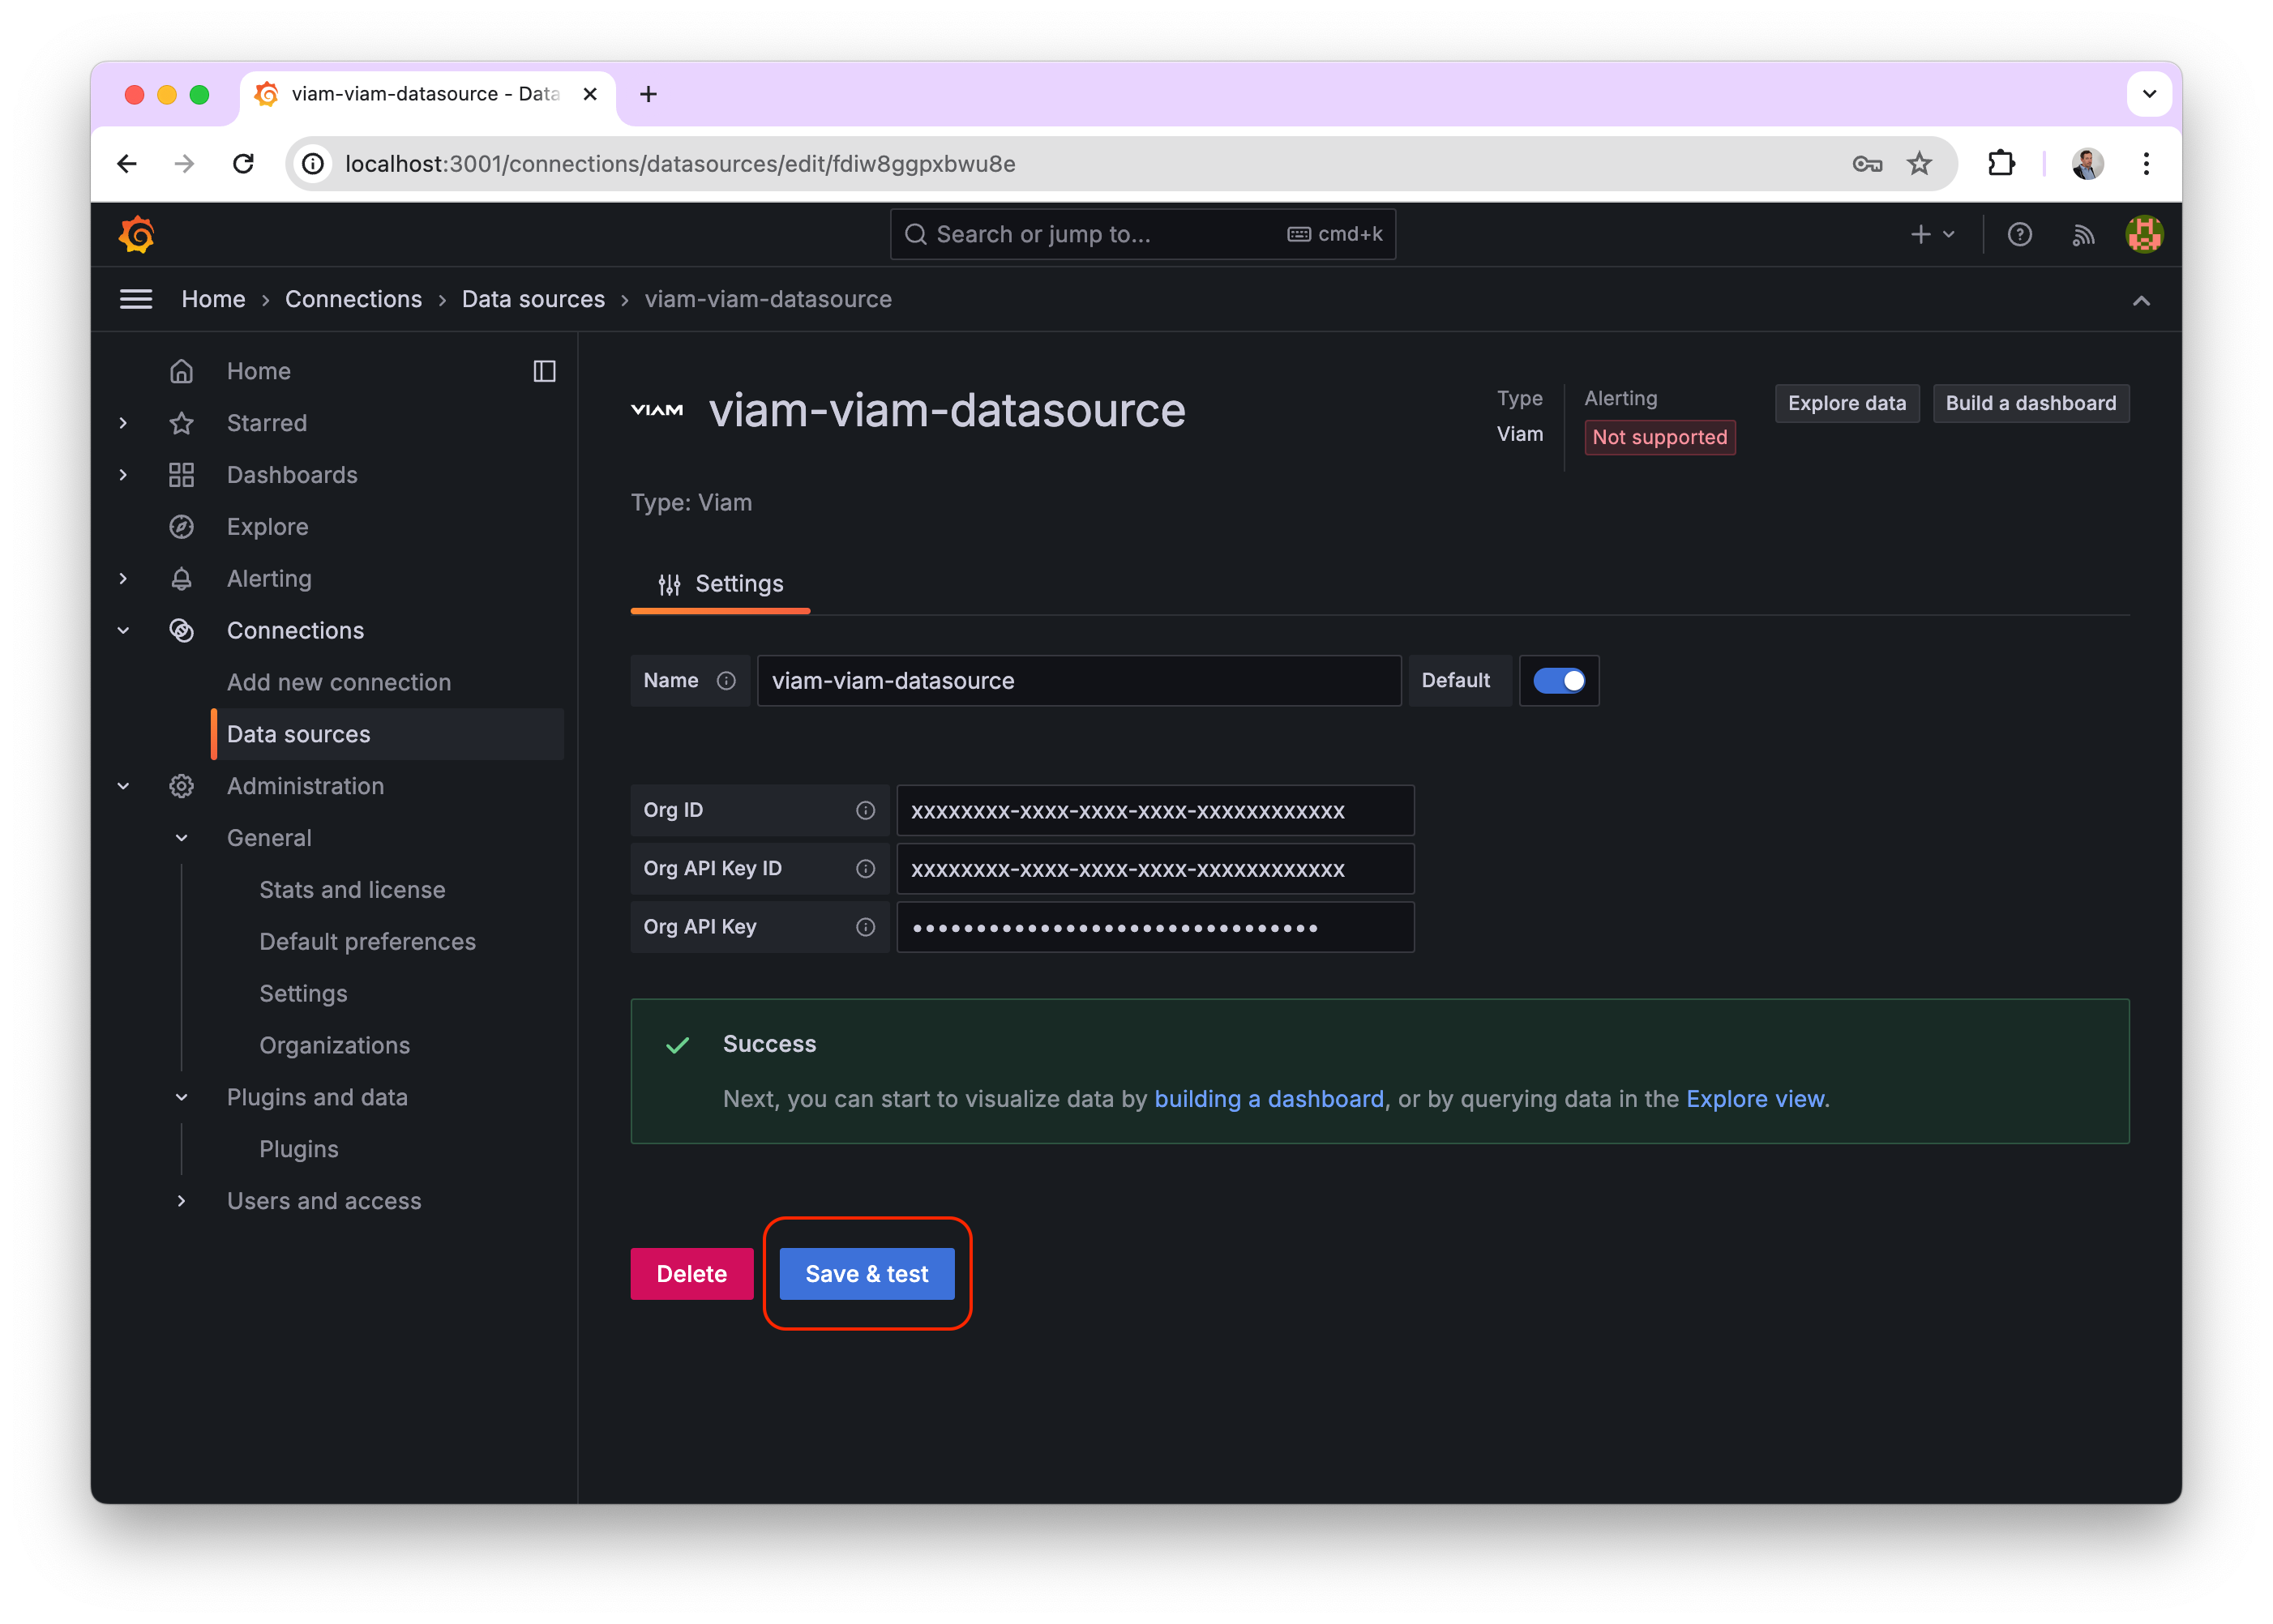 viam-viam-datasource - Data
localhost:3001/connections/datasources/edit/fdiw8ggpxbwu8e
Search or jump to...
cmd+k
Home › Connections › Data sources › viam-viam-datasource
Home
Starred
Dashboards
Explore
Alerting
Connections
Add new connection
Data sources
Administration
General
Stats and license
Default preferences
Settings
Organizations
Plugins and data
Plugins
Users and access
VIAM
viam-viam-datasource
Type
Viam
Alerting
Not supported
Explore data
Build a dashboard
Type: Viam
Settings
Name
viam-viam-datasource
Default
Org ID
xxxxxxxx-xxxx-xxxx-xxxx-xxxxxxxxxxxx
Org API Key ID
xxxxxxxx-xxxx-xxxx-xxxx-xxxxxxxxxxxx
Org API Key
••••••••••••••••••••••••••••••••
Success
Next, you can start to visualize data by building a dashboard, or by querying data in the Explore view.
Delete
Save & test